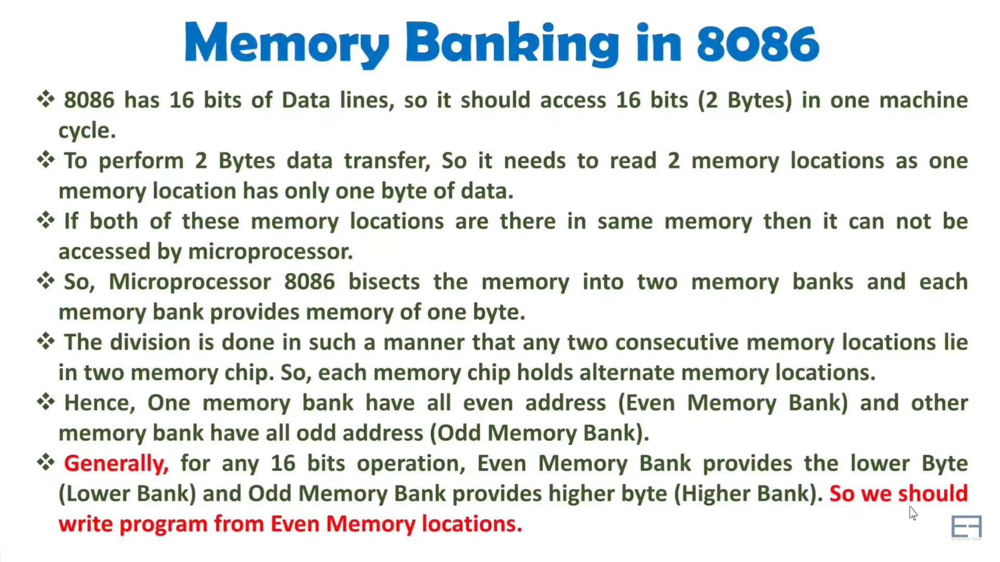 Memory Banking in 8086
❖ 8086 has 16 bits of Data lines, so it should access 16 bits (2 Bytes) in one machine
cycle.
❖ To perform 2 Bytes data transfer, So it needs to read 2 memory locations as one
memory location has only one byte of data.
❖ If both of these memory locations are there in same memory then it can not be
accessed by microprocessor.
❖ So, Microprocessor 8086 bisects the memory into two memory banks and each
memory bank provides memory of one byte.
❖ The division is done in such a manner that any two consecutive memory locations lie
in two memory chip. So, each memory chip holds alternate memory locations.
❖ Hence, One memory bank have all even address (Even Memory Bank) and other
memory bank have all odd address (Odd Memory Bank).
❖ Generally, for any 16 bits operation, Even Memory Bank provides the lower Byte
(Lower Bank) and Odd Memory Bank provides higher byte (Higher Bank). So we should
write program from Even Memory locations.